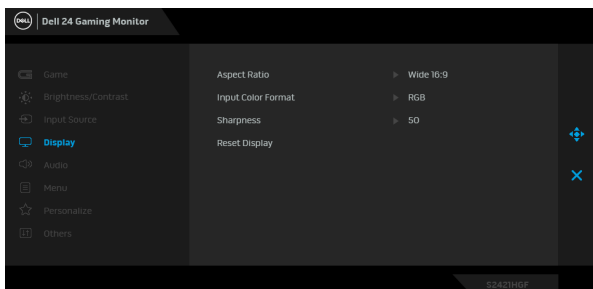 DELL Dell 24 Gaming Monitor
Game
Aspect Ratio Wide 16:9
Brightness/Contrast
Input Color Format RGB
Input Source
Sharpness 50
Display
Reset Display
Audio
Menu
Personalize
Others
S2421HGF